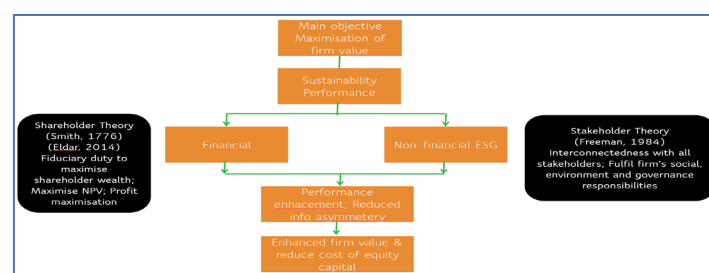 Main objective
Maximisation of
firm value
Sustainability
Performance
Shareholder Theory
(Smith, 1776)
(Eldar, 2014)
Fiduciary duty to
maximise
shareholder wealth;
Maximise NPV; Profit
maximisation
Financial
Non-financial ESG
Stakeholder Theory
(Freeman, 1984)
Interconnectedness with all
stakeholders; Fulfil firm's social,
environment and governance
responsibilities
Performance
enhacement; Reduced
info asymmetery
Enhanced firm value &
reduce cost of equity
capital